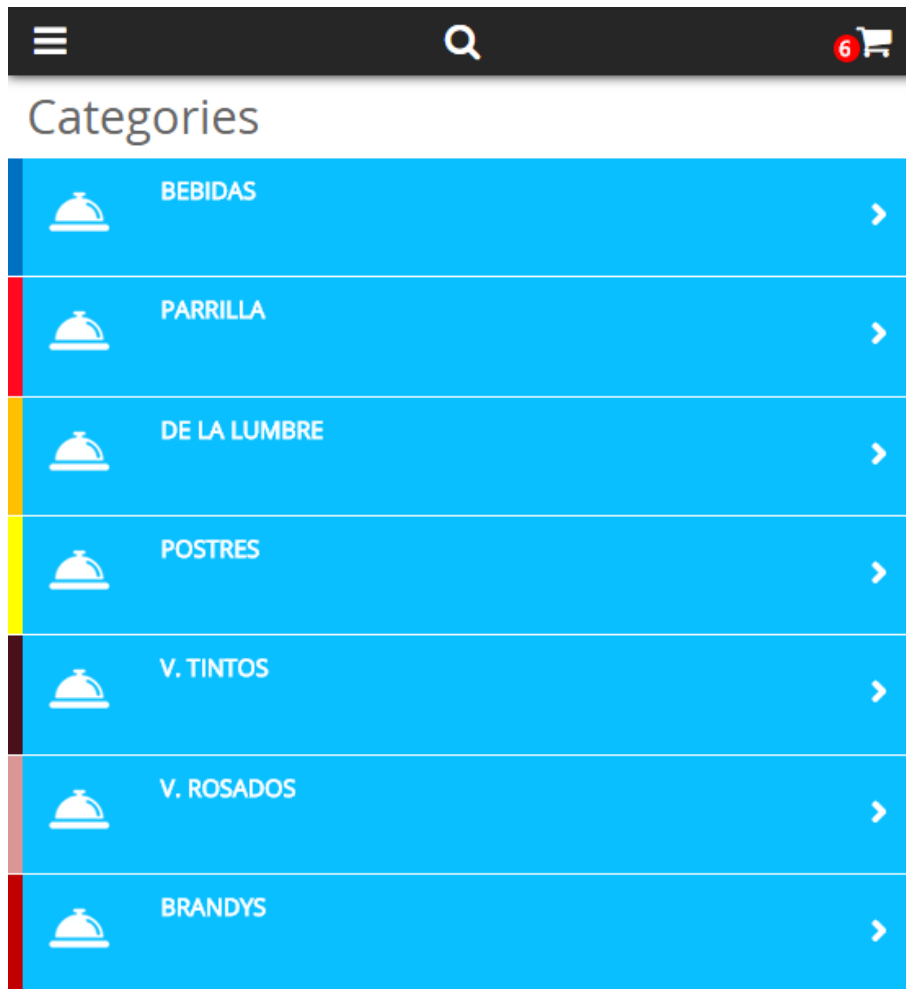 6
Categories
BEBIDAS
PARRILLA
DE LA LUMBRE
POSTRES
V. TINTOS
V. ROSADOS
BRANDYS